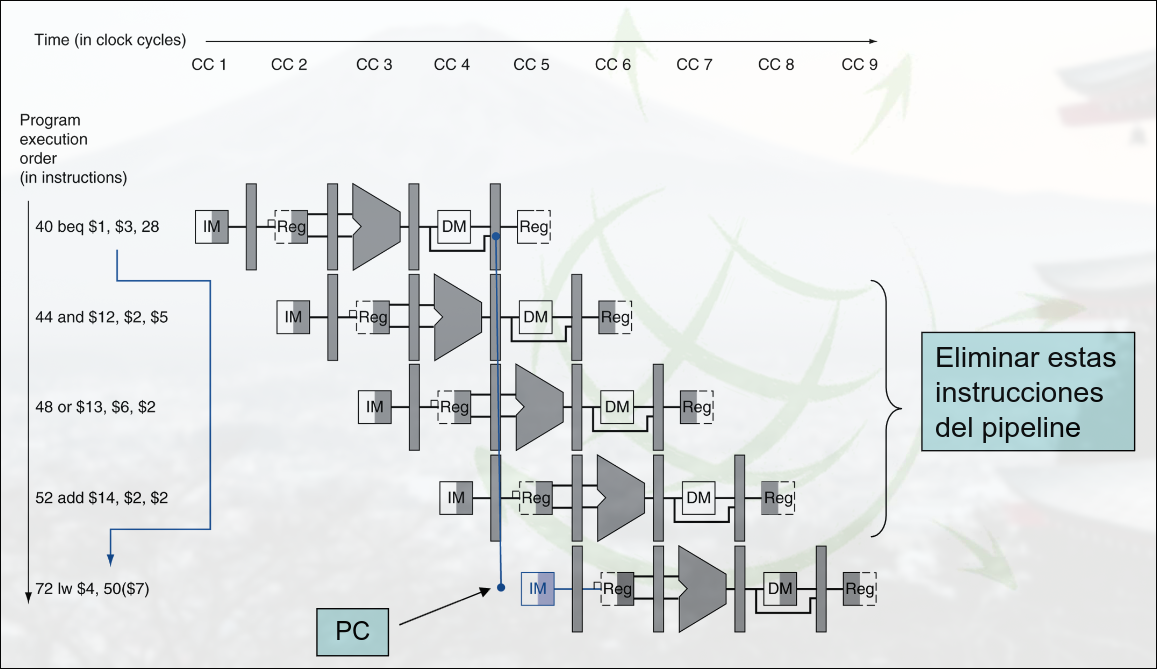 Time (in clock cycles)
CC 1 CC 2 CC 3 CC 4 CC 5 CC 6 CC 7 CC 8 CC 9
Program
execution
order
(in instructions)
40 beq $1, $3, 28
IM Reg DM Reg
44 and $12, $2, $5
IM Reg DM Reg
48 or $13, $6, $2
IM Reg DM Reg
52 add $14, $2, $2
IM Reg DM Reg
72 lw $4, 50($7)
IM Reg DM Reg
Eliminar estas
instrucciones
del pipeline
PC